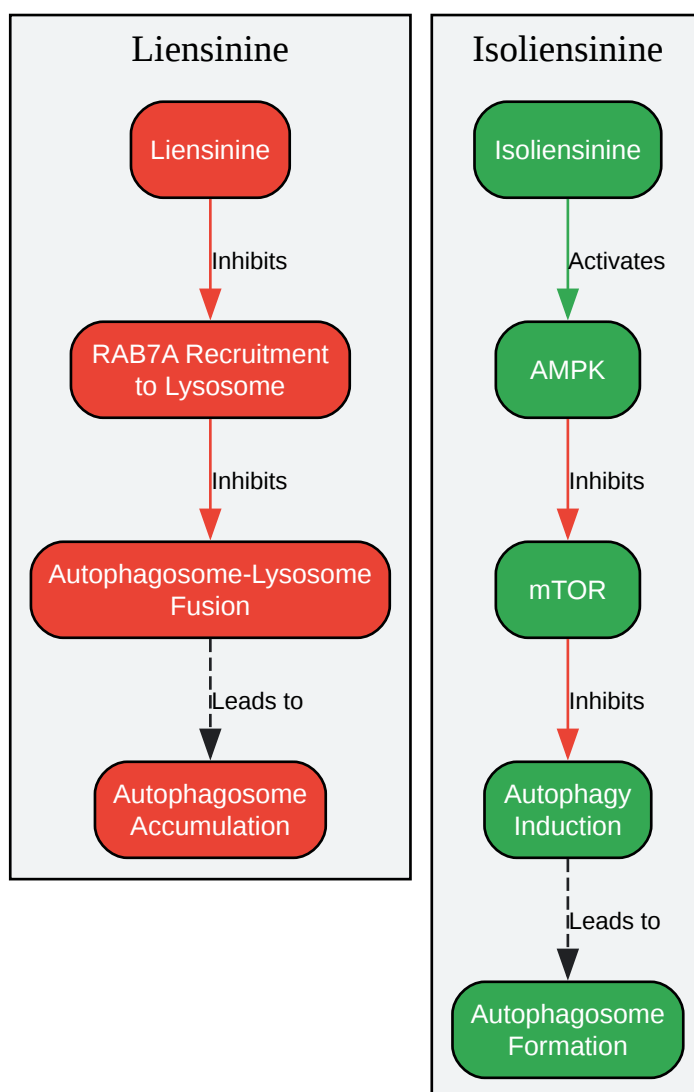 Liensinine
Liensinine
Inhibits
RAB7A Recruitment
to Lysosome
Inhibits
Autophagosome-Lysosome
Fusion
Leads to
Autophagosome
Accumulation
Isoliensinine
Isoliensinine
Activates
AMPK
Inhibits
mTOR
Inhibits
Autophagy
Induction
Leads to
Autophagosome
Formation